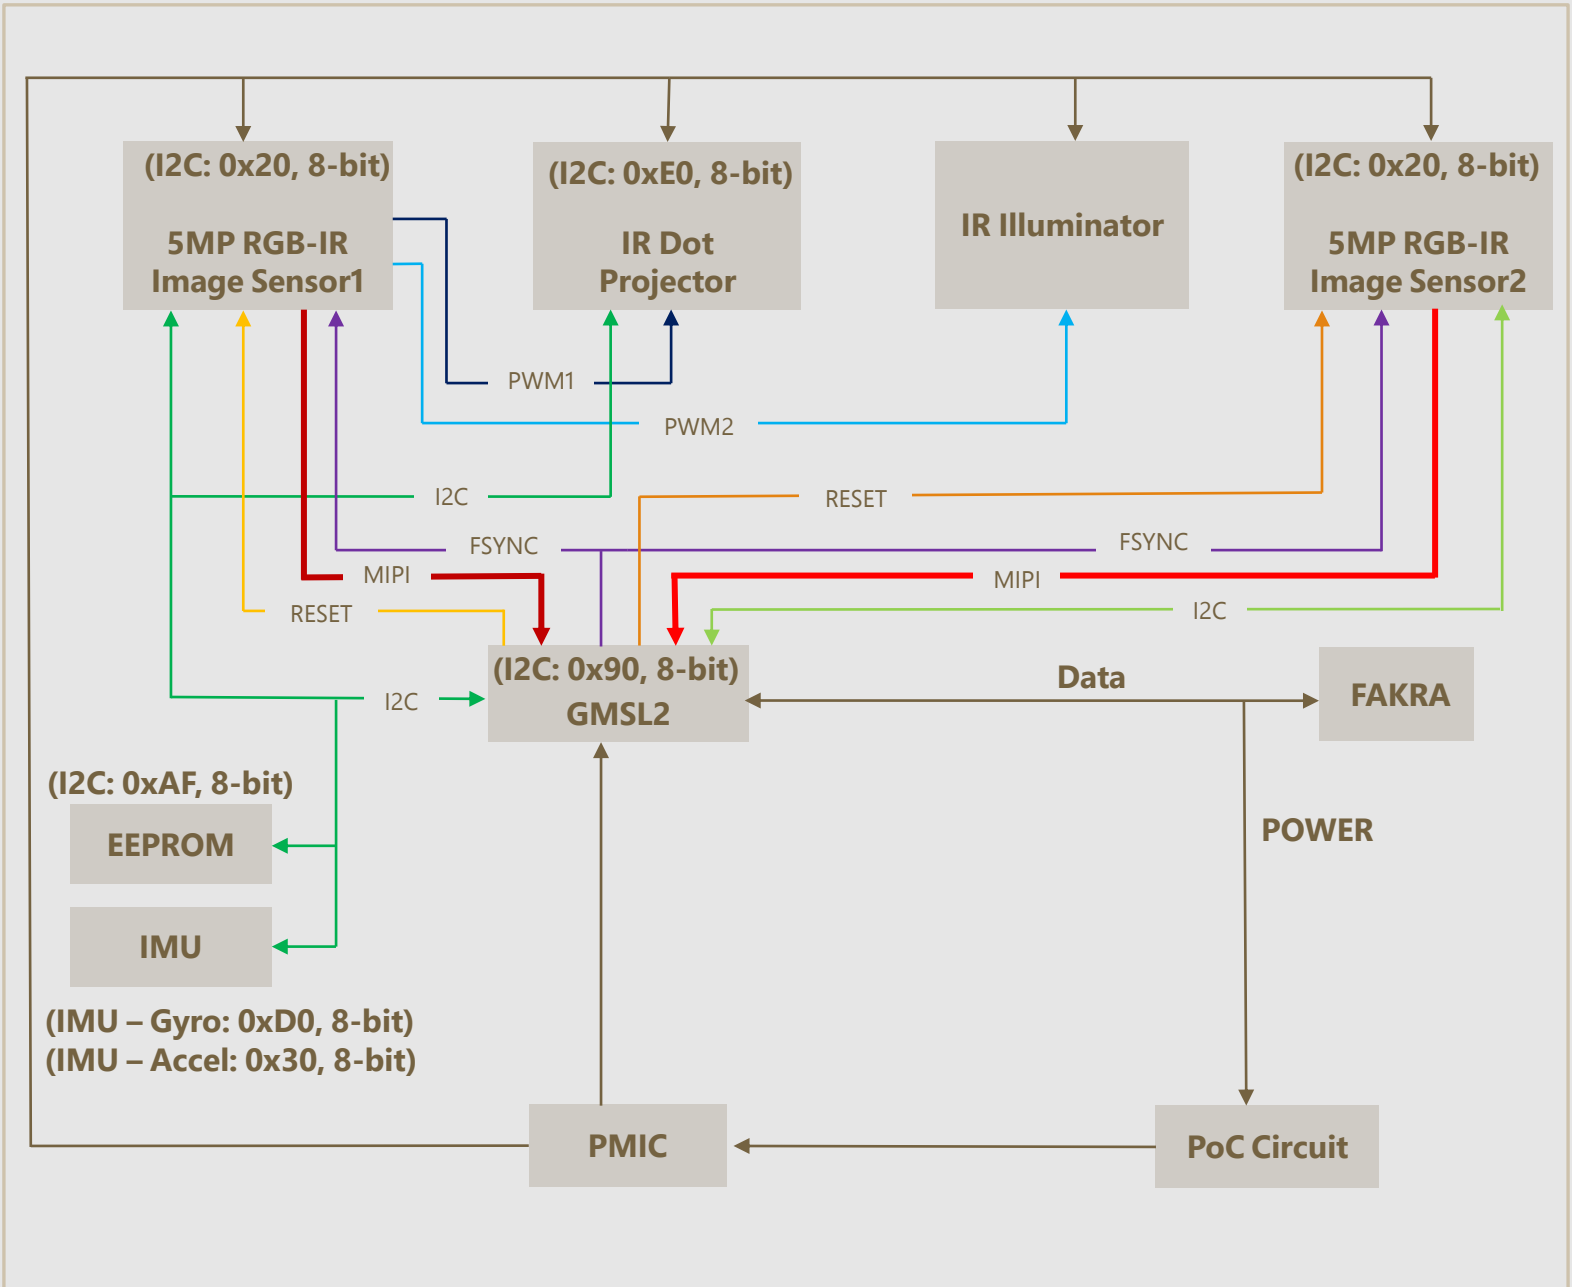 (I2C: 0x20, 8-bit)
5MP RGB-IR
Image Sensor1
(I2C: 0xE0, 8-bit)
IR Dot
Projector
IR Illuminator
(I2C: 0x20, 8-bit)
5MP RGB-IR
Image Sensor2
PWM1
PWM2
I2C
RESET
FSYNC
FSYNC
MIPI
MIPI
RESET
I2C
(I2C: 0x90, 8-bit)
GMSL2
I2C
Data
FAKRA
(I2C: 0xAF, 8-bit)
EEPROM
POWER
IMU
(IMU – Gyro: 0xD0, 8-bit)
(IMU – Accel: 0x30, 8-bit)
PMIC
PoC Circuit